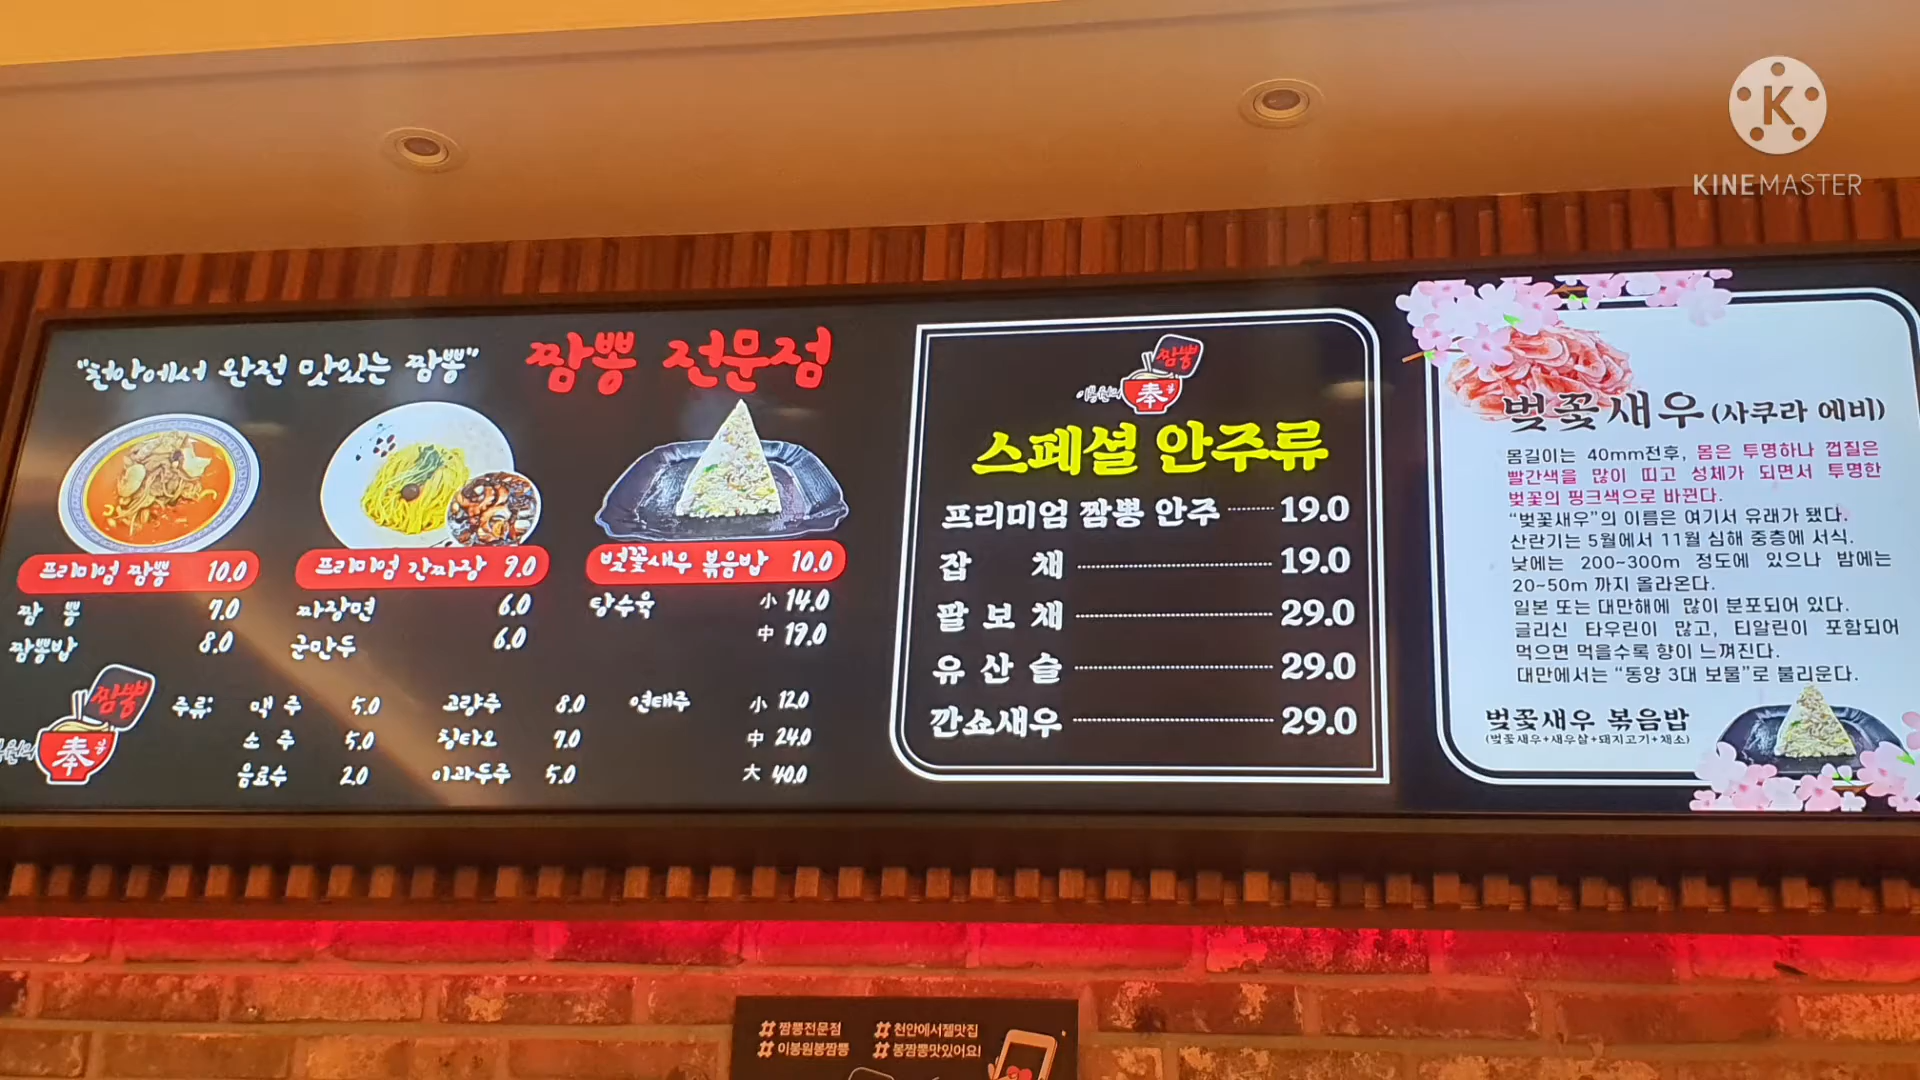 KINEMASTER
"천안에서 완전 맛있는 짬뽕" 짬뽕 전문점
프리미엄 짬뽕 10.0
짬 뽕 7.0
짬뽕밥 8.0
프리미엄 간짜장 9.0
짜장면 6.0
군만두 6.0
벚꽃새우 볶음밥 10.0
탕수육 小 14.0
中 19.0
짬뽕
奉 봉
주류: 맥 주 5.0 고량주 8.0 연태주 小 12.0
소 주 5.0 칭타오 7.0 中 24.0
음료수 2.0 이과두주 5.0 大 40.0
짬뽕
이봉원의 奉 봉
스페셜 안주류
프리미엄 짬뽕 안주 19.0
잡 채 19.0
팔 보 채 29.0
유 산 슬 29.0
깐쇼새우 29.0
벚꽃새우 (사쿠라 에비)
몸길이는 40mm전후, 몸은 투명하나 껍질은
빨간색을 많이 띠고 성체가 되면서 투명한
벚꽃의 핑크색으로 바뀐다.
"벚꽃새우"의 이름은 여기서 유래가 됐다.
산란기는 5월에서 11월 심해 중층에 서식.
낮에는 200~300m 정도에 있으나 밤에는
20~50m 까지 올라온다.
일본 또는 대만해에 많이 분포되어 있다.
글리신 타우린이 많고, 티알린이 포함되어
먹으면 먹을수록 향이 느껴진다.
대만에서는 "동양 3대 보물"로 불리운다.
벚꽃새우 볶음밥
(벚꽃새우+새우살+돼지고기+채소)
#짬뽕전문점 #천안에서젤맛집
#이봉원봉짬뽕 #봉짬뽕맛있어요!